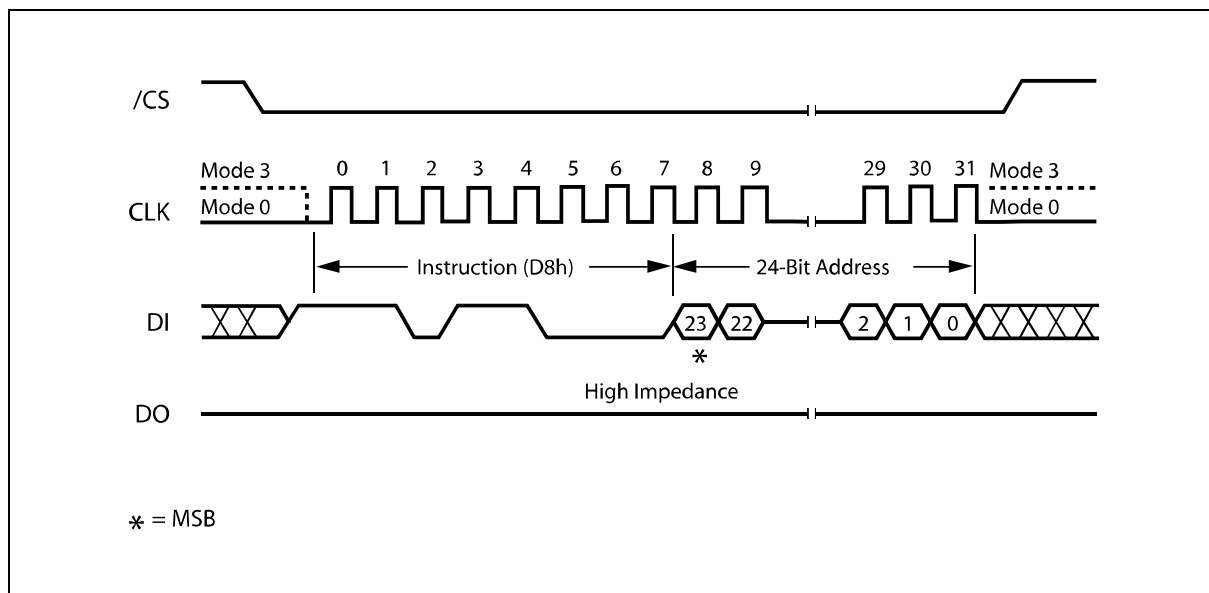 /CS
Mode 3 0 1 2 3 4 5 6 7 8 9 29 30 31 Mode 3
CLK Mode 0 Mode 0
Instruction (D8h) 24-Bit Address
DI 23 22 2 1 0
*
High Impedance
DO
* = MSB